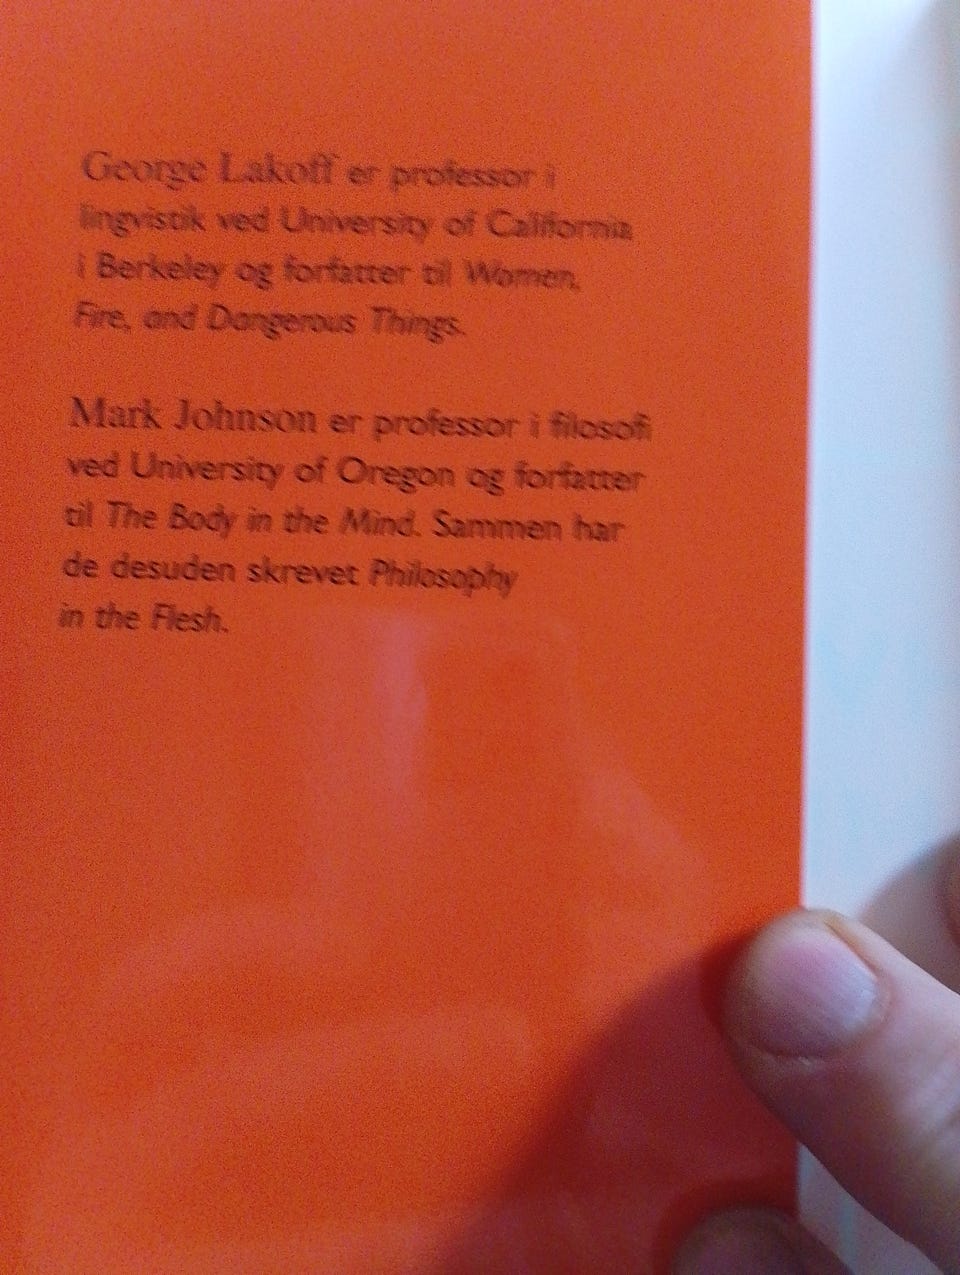 George Lakoff er professor i
lingvistik ved University of California
i Berkeley og forfatter til Women,
Fire, and Dangerous Things.
Mark Johnson er professor i filosofi
ved University of Oregon og forfatter
til The Body in the Mind. Sammen har
de desuden skrevet Philosophy
in the Flesh.